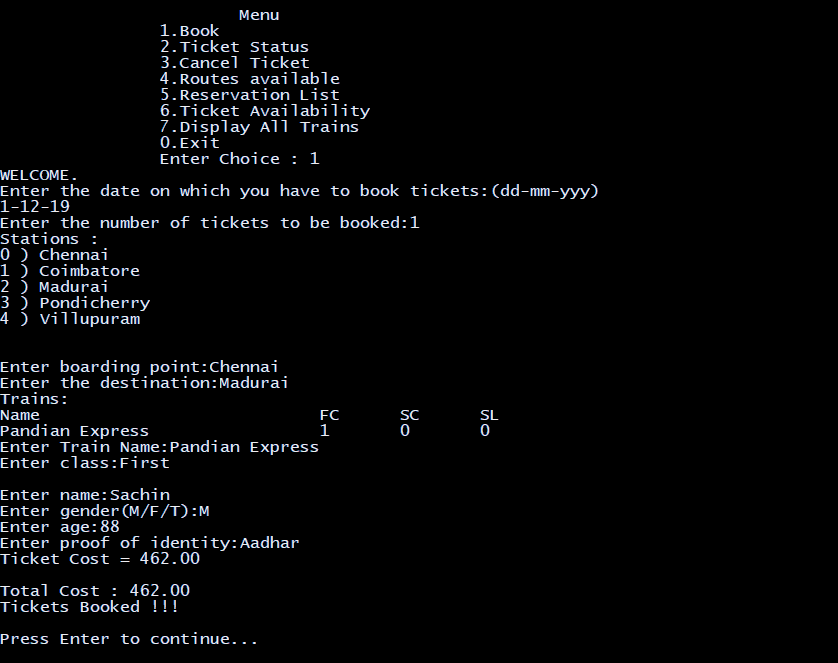 Menu
1.Book
2.Ticket Status
3.Cancel Ticket
4.Routes available
5.Reservation List
6.Ticket Availability
7.Display All Trains
0.Exit
Enter Choice : 1
WELCOME.
Enter the date on which you have to book tickets:(dd-mm-yyy)
1-12-19
Enter the number of tickets to be booked:1
Stations :
0 ) Chennai
1 ) Coimbatore
2 ) Madurai
3 ) Pondicherry
4 ) Villupuram
Enter boarding point:Chennai
Enter the destination:Madurai
Trains:
Name FC SC SL
Pandian Express 1 0 0
Enter Train Name:Pandian Express
Enter class:First
Enter name:Sachin
Enter gender(M/F/T):M
Enter age:88
Enter proof of identity:Aadhar
Ticket Cost = 462.00
Total Cost : 462.00
Tickets Booked !!!
Press Enter to continue...